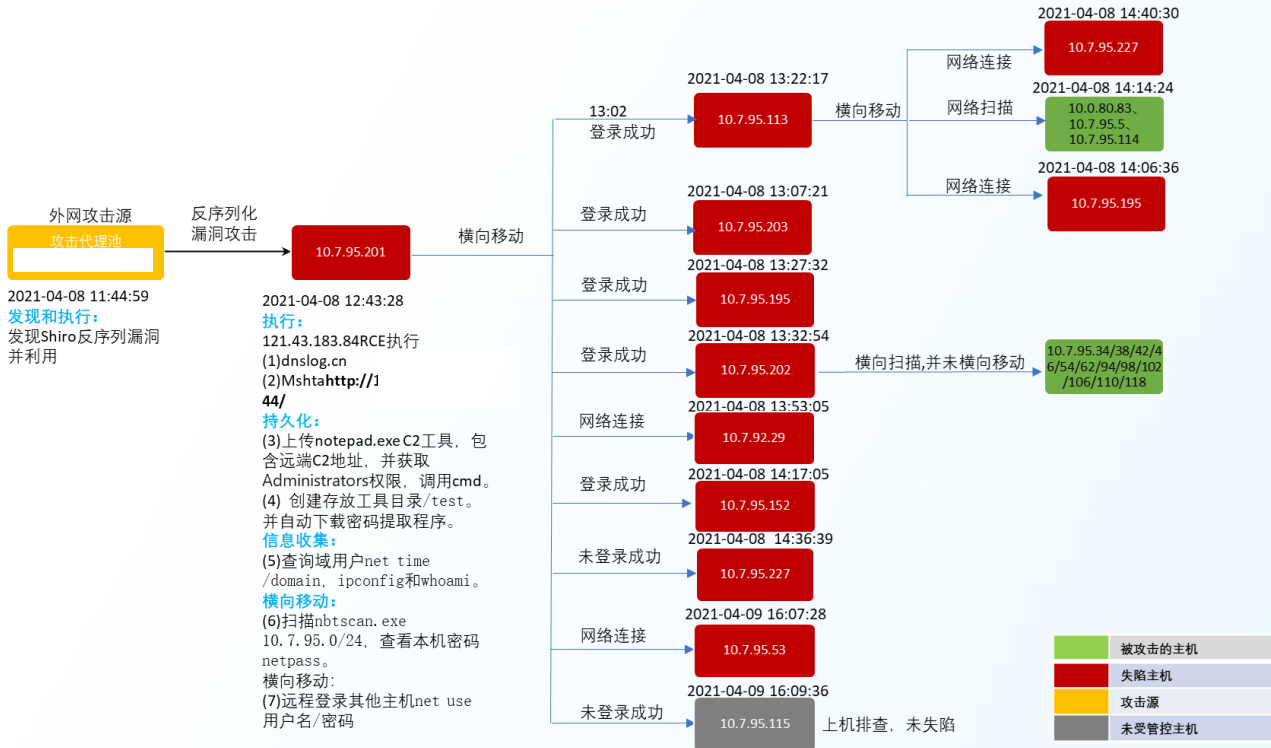 外网攻击源
攻击代理池
2021-04-08 11:44:59
发现和执行：
发现Shiro反序列漏洞
并利用
反序列化
漏洞攻击
10.7.95.201
2021-04-08 12:43:28
执行：
121.43.183.84RCE执行
(1)dnslog.cn
(2)Mshtahttp://1
44/
持久化：
(3)上传notepad.exe C2工具，包
含远端C2地址，并获取
Administrators权限，调用cmd。
(4) 创建存放工具目录/test。
并自动下载密码提取程序。
信息收集：
(5)查询域用户net time
/domain，ipconfig和whoami。
横向移动：
(6)扫描nbtscan.exe
10.7.95.0/24，查看本机密码
netpass。
横向移动：
(7)远程登录其他主机net use
用户名/密码
横向移动
13:02
登录成功
2021-04-08 13:22:17
10.7.95.113
横向移动
网络连接
2021-04-08 14:40:30
10.7.95.227
网络扫描
2021-04-08 14:14:24
10.0.80.83、
10.7.95.5、
10.7.95.114
网络连接
2021-04-08 14:06:36
10.7.95.195
登录成功
2021-04-08 13:07:21
10.7.95.203
登录成功
2021-04-08 13:27:32
10.7.95.195
登录成功
2021-04-08 13:32:54
10.7.95.202
横向扫描,并未横向移动
10.7.95.34/38/42/4
6/54/62/94/98/102
/106/110/118
网络连接
2021-04-08 13:53:05
10.7.92.29
登录成功
2021-04-08 14:17:05
10.7.95.152
未登录成功
2021-04-08 14:36:39
10.7.95.227
网络连接
2021-04-09 16:07:28
10.7.95.53
未登录成功
2021-04-09 16:09:36
10.7.95.115
上机排查，未失陷
被攻击的主机
失陷主机
攻击源
未受管控主机